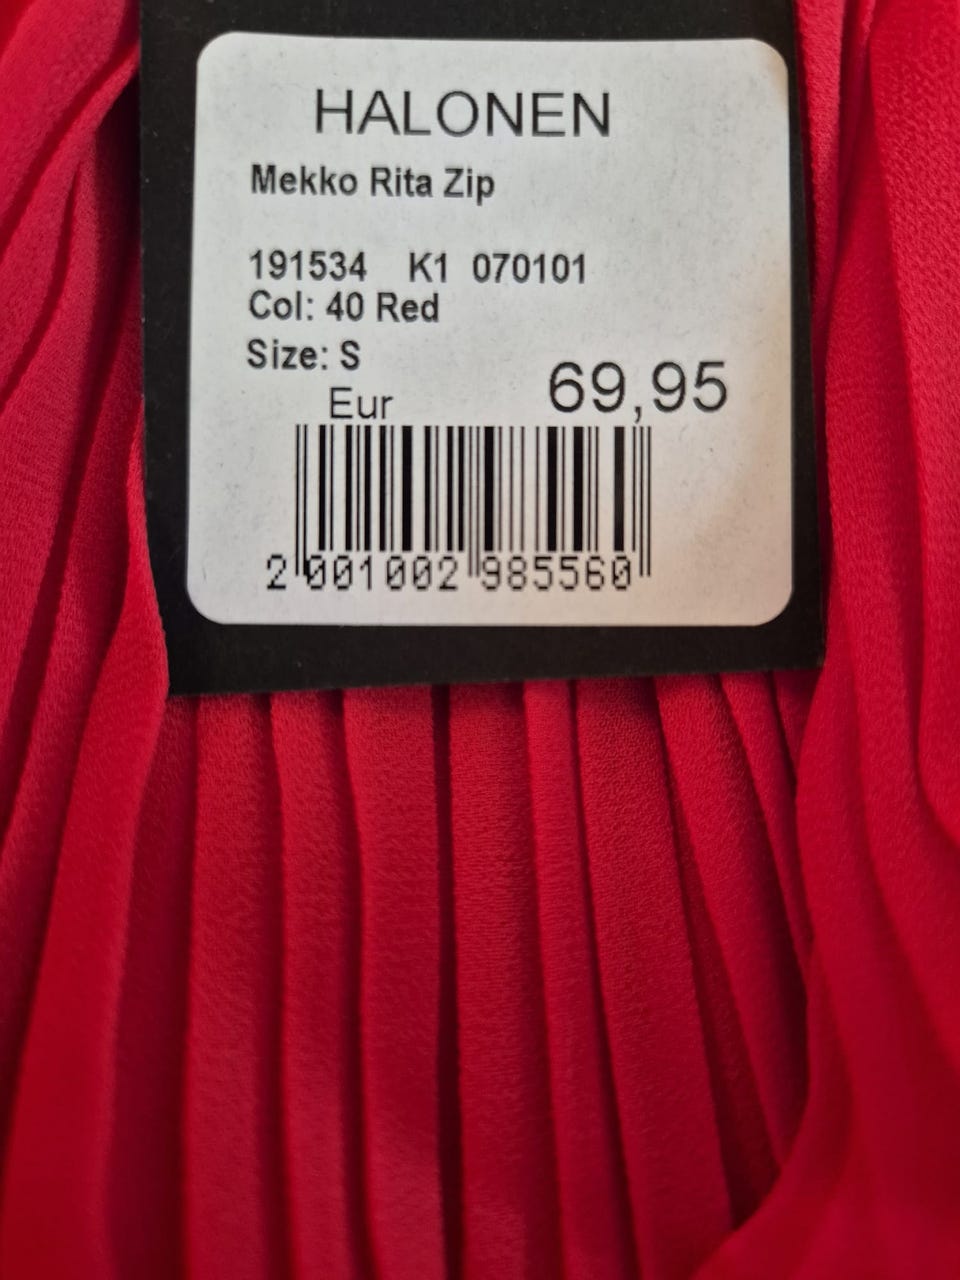 HALONEN
Mekko Rita Zip
191534 K1 070101
Col: 40 Red
Size: S
Eur 69,95
2 001002 985560